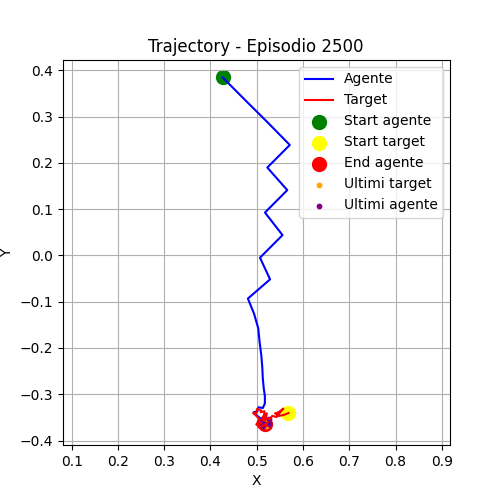 Trajectory - Episodio 2500
Agente
Target
Start agente
Start target
End agente
Ultimi target
Ultimi agente
0.4
0.3
0.2
0.1
0.0
−0.1
−0.2
−0.3
−0.4
Y
0.1 0.2 0.3 0.4 0.5 0.6 0.7 0.8 0.9
X